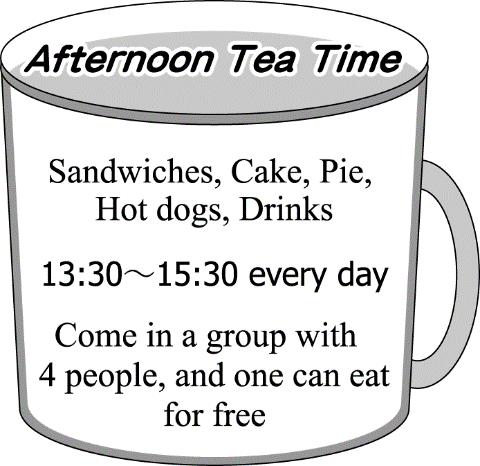 Afternoon Tea Time
Sandwiches, Cake, Pie,
Hot dogs, Drinks
13:30～15:30 every day
Come in a group with
4 people, and one can eat
for free